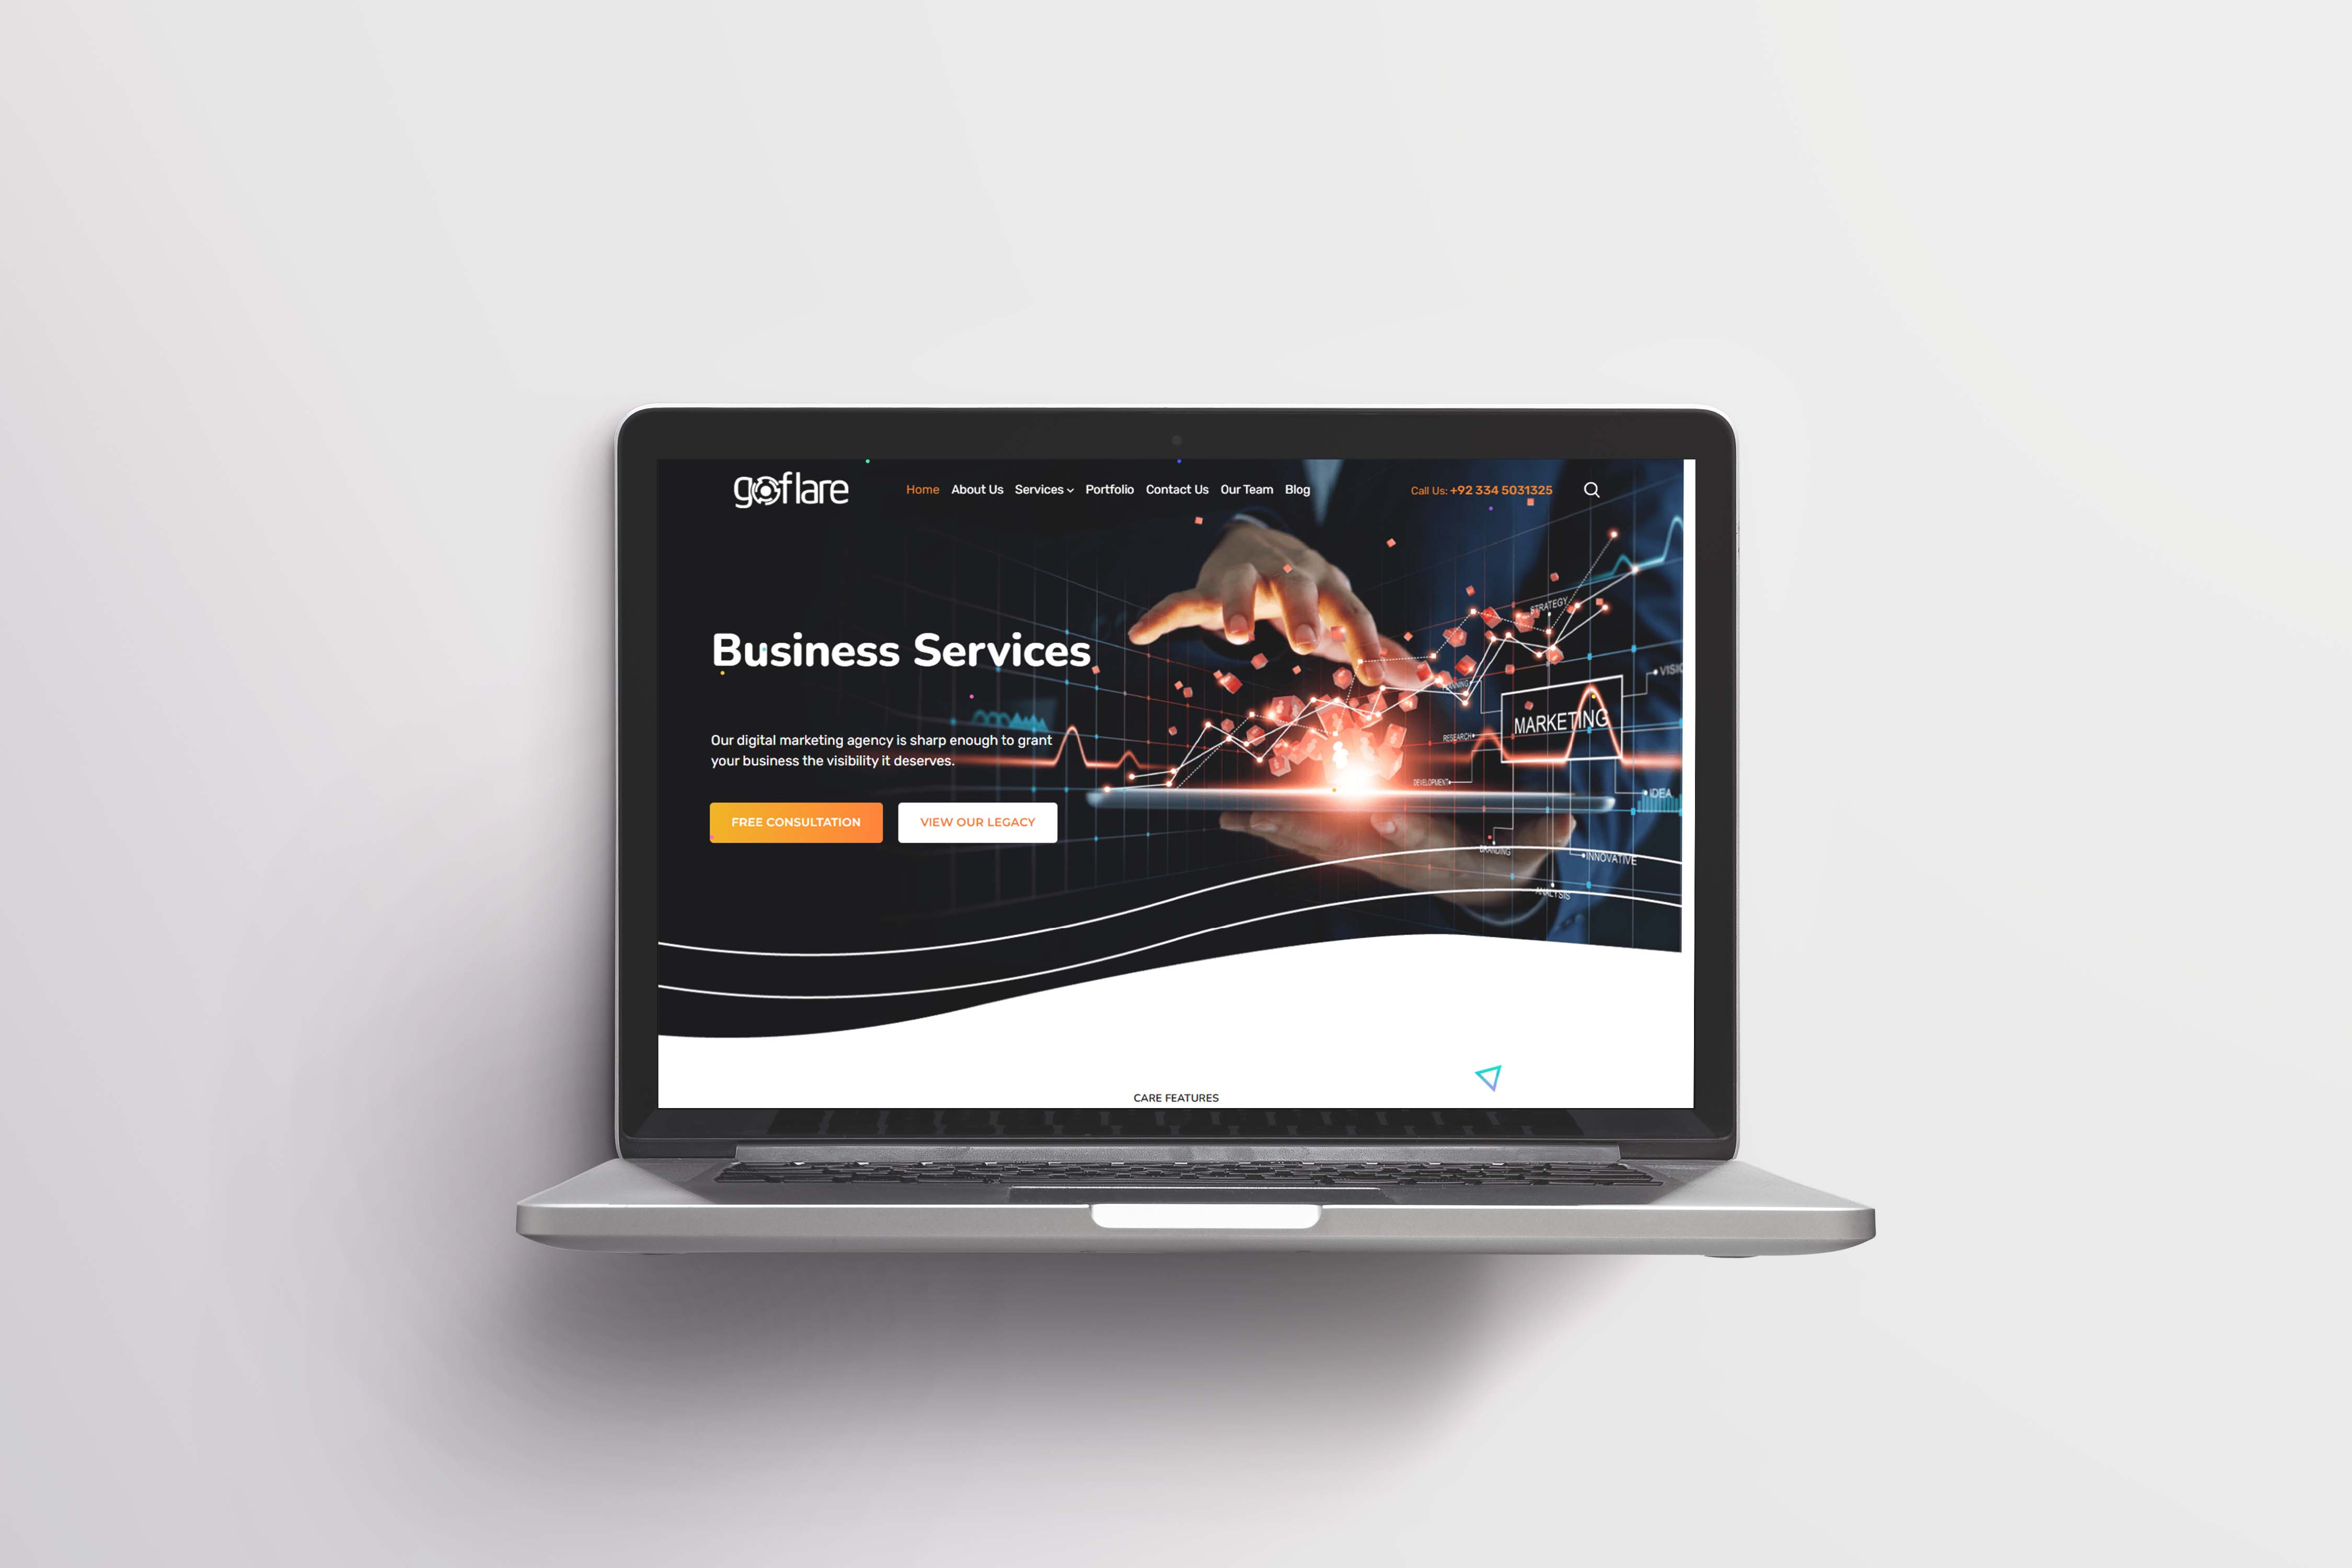 goflare
Home About Us Services Portfolio Contact Us Our Team Blog
Call Us: +92 334 5031325
Business Services
Our digital marketing agency is sharp enough to grant
your business the visibility it deserves.
FREE CONSULTATION
VIEW OUR LEGACY
STRATEGY
PLANNING
MARKETING
RESEARCH
DEVELOPMENT
IDEA
BRANDING
INNOVATIVE
ANALYSIS
CARE FEATURES